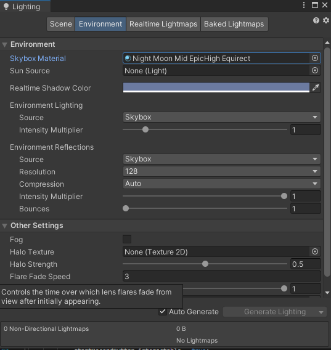 Lighting
Scene Environment Realtime Lightmaps Baked Lightmaps
Environment
Skybox Material Night Moon Mid EpicHigh Equirect
Sun Source None (Light)
Realtime Shadow Color
Environment Lighting
Source Skybox
Intensity Multiplier 1
Environment Reflections
Source Skybox
Resolution 128
Compression Auto
Intensity Multiplier 1
Bounces 1
Other Settings
Fog
Halo Texture None (Texture 2D)
Halo Strength 0.5
Flare Fade Speed 3
1
Controls the time over which lens flares fade from
view after initially appearing.
Auto Generate Generate Lighting
0 Non-Directional Lightmaps 0 B
No Lightmaps